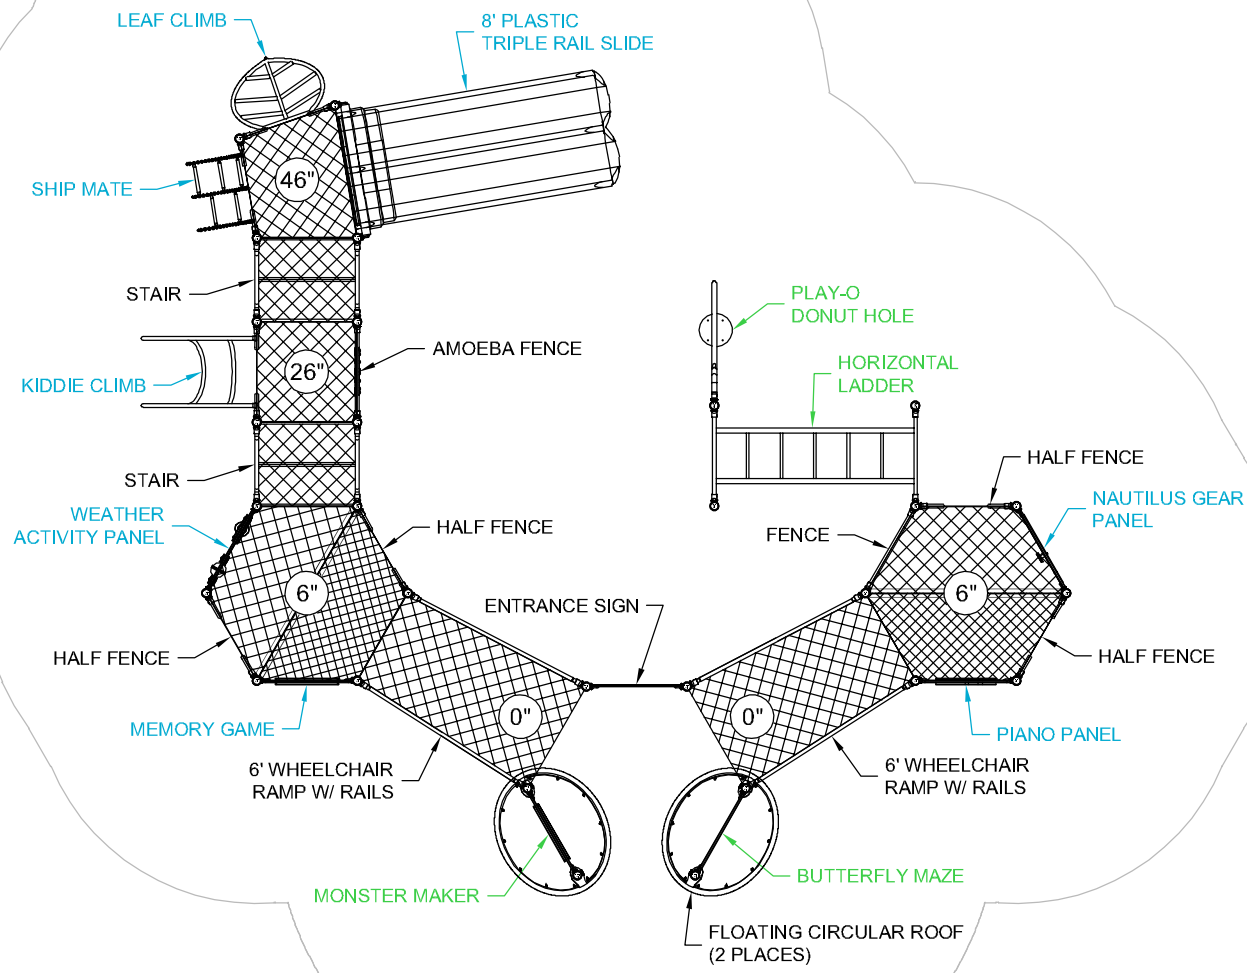 LEAF CLIMB
8' PLASTIC
TRIPLE RAIL SLIDE
46"
SHIP MATE
STAIR
PLAY-O
DONUT HOLE
AMOEBA FENCE
26"
KIDDIE CLIMB
HORIZONTAL
LADDER
STAIR
HALF FENCE
NAUTILUS GEAR
PANEL
WEATHER
ACTIVITY PANEL
HALF FENCE
FENCE
6"
6"
ENTRANCE SIGN
HALF FENCE
HALF FENCE
0"
0"
MEMORY GAME
PIANO PANEL
6' WHEELCHAIR
RAMP W/ RAILS
6' WHEELCHAIR
RAMP W/ RAILS
MONSTER MAKER
BUTTERFLY MAZE
FLOATING CIRCULAR ROOF
(2 PLACES)